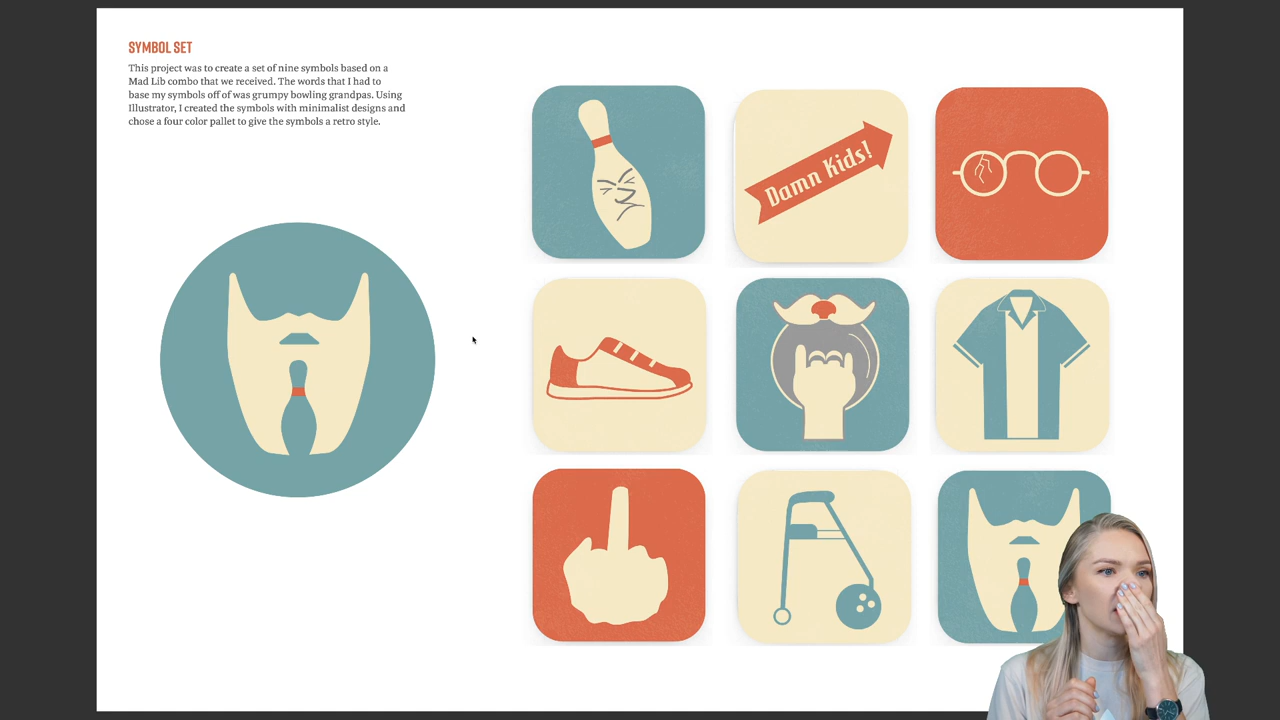 SYMBOL SET
This project was to create a set of nine symbols based on a
Mad Lib combo that we received. The words that I had to
base my symbols off of was grumpy bowling grandpas. Using
Illustrator, I created the symbols with minimalist designs and
chose a four color pallet to give the symbols a retro style.
Damn Kids!